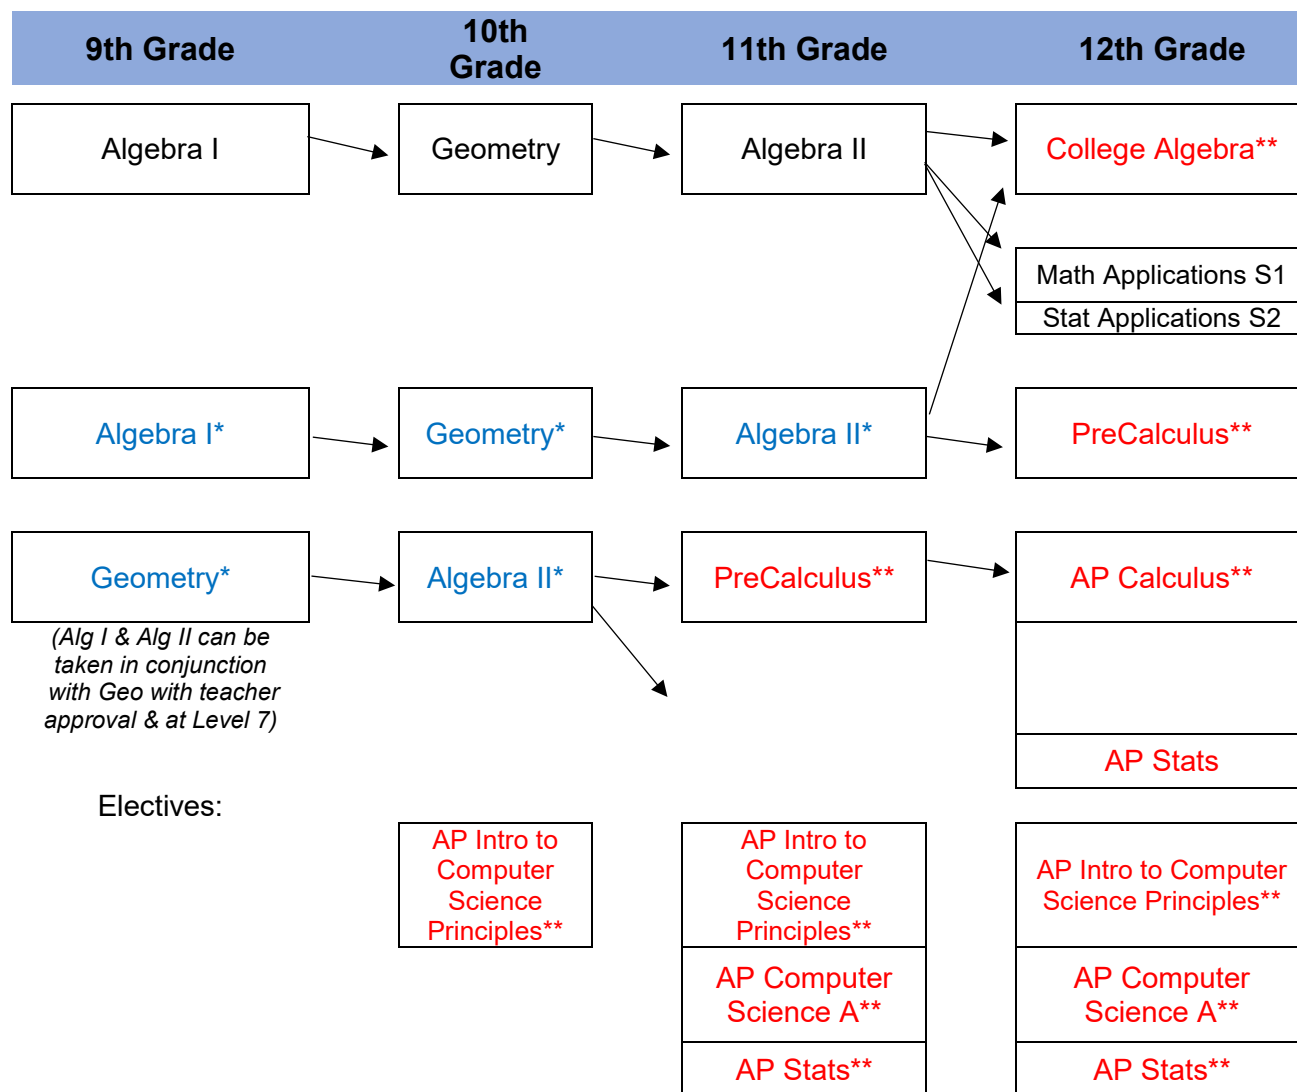 9th Grade
10th
Grade
11th Grade
12th Grade
Algebra I
Geometry
Algebra II
College Algebra**
Math Applications S1
Stat Applications S2
Algebra I*
Geometry*
Algebra II*
PreCalculus**
Geometry*
Algebra II*
PreCalculus**
AP Calculus**
(Alg I & Alg II can be
taken in conjunction
with Geo with teacher
approval & at Level 7)
AP Stats
Electives:
AP Intro to
Computer
Science
Principles**
AP Intro to
Computer
Science
Principles**
AP Intro to Computer
Science Principles**
AP Computer
Science A**
AP Computer
Science A**
AP Stats**
AP Stats**